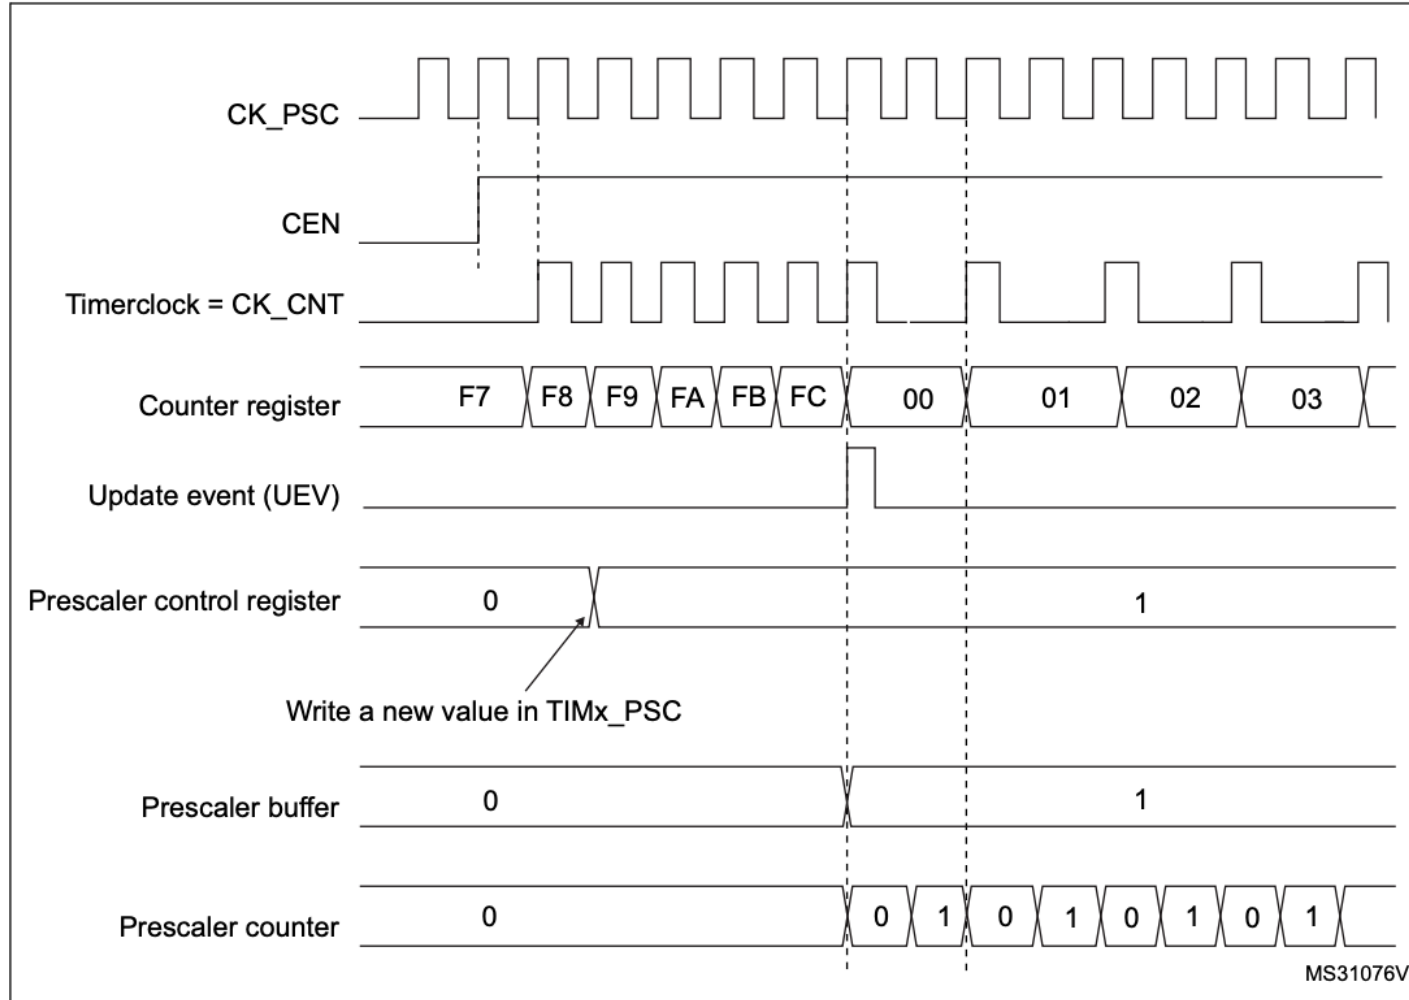 CK_PSC
CEN
Timerclock = CK_CNT
Counter register F7 F8 F9 FA FB FC 00 01 02 03
Update event (UEV)
Prescaler control register 0 1
Write a new value in TIMx_PSC
Prescaler buffer 0 1
Prescaler counter 0 0 1 0 1 0 1 0 1
MS31076V